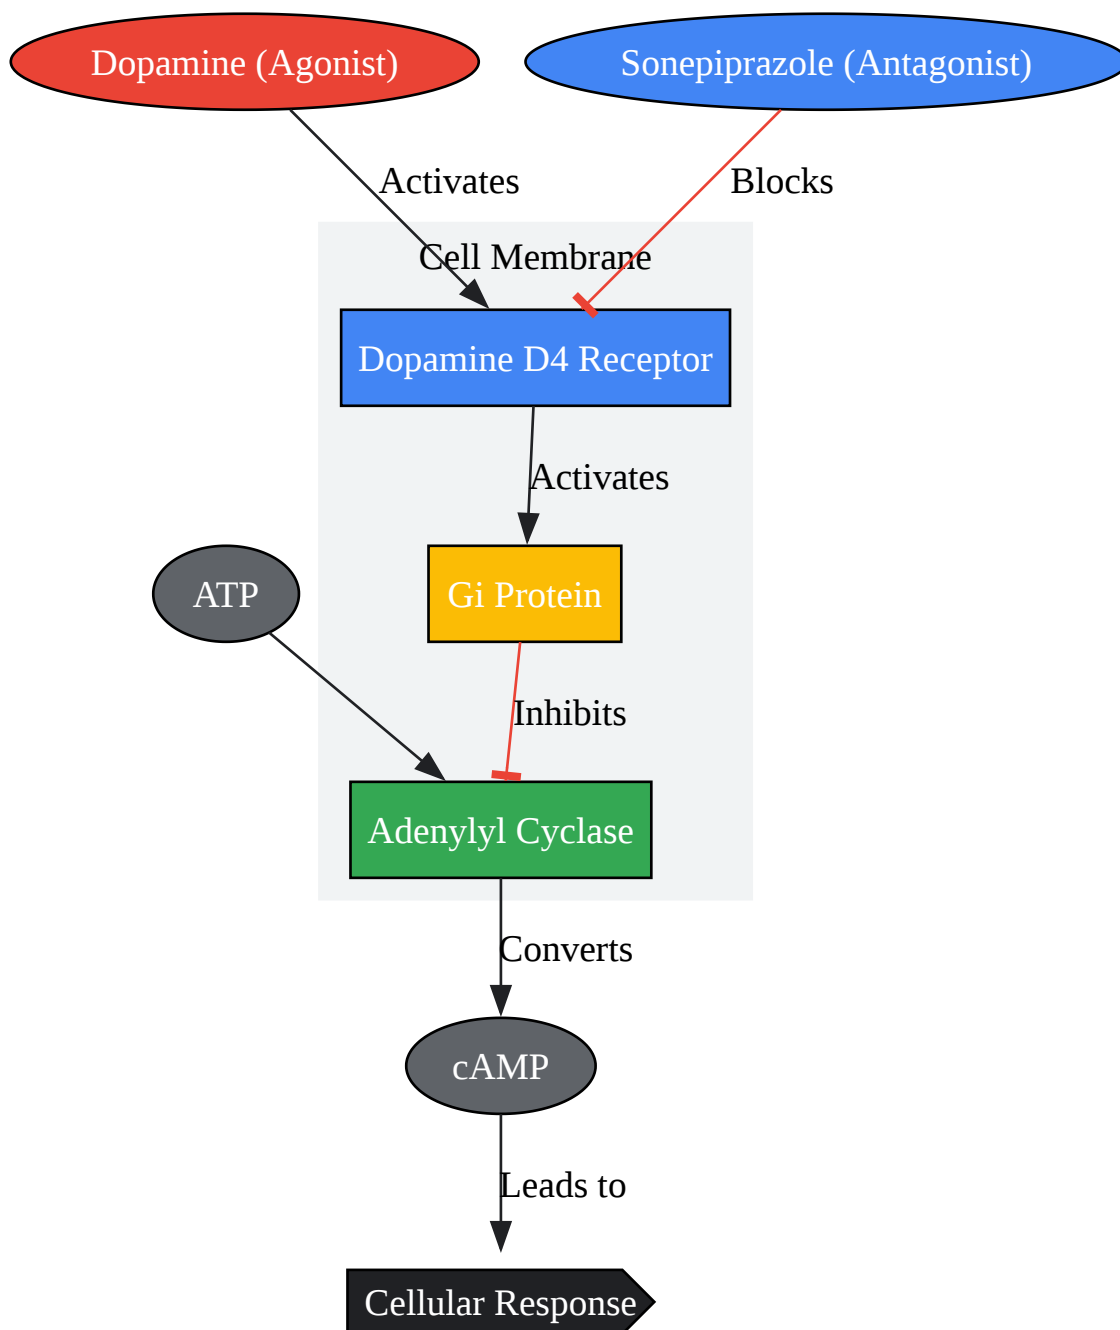 Dopamine (Agonist)
Sonepiprazole (Antagonist)
Activates
Blocks
Cell Membrane
Dopamine D4 Receptor
Activates
ATP
Gi Protein
Inhibits
Adenylyl Cyclase
Converts
cAMP
Leads to
Cellular Response